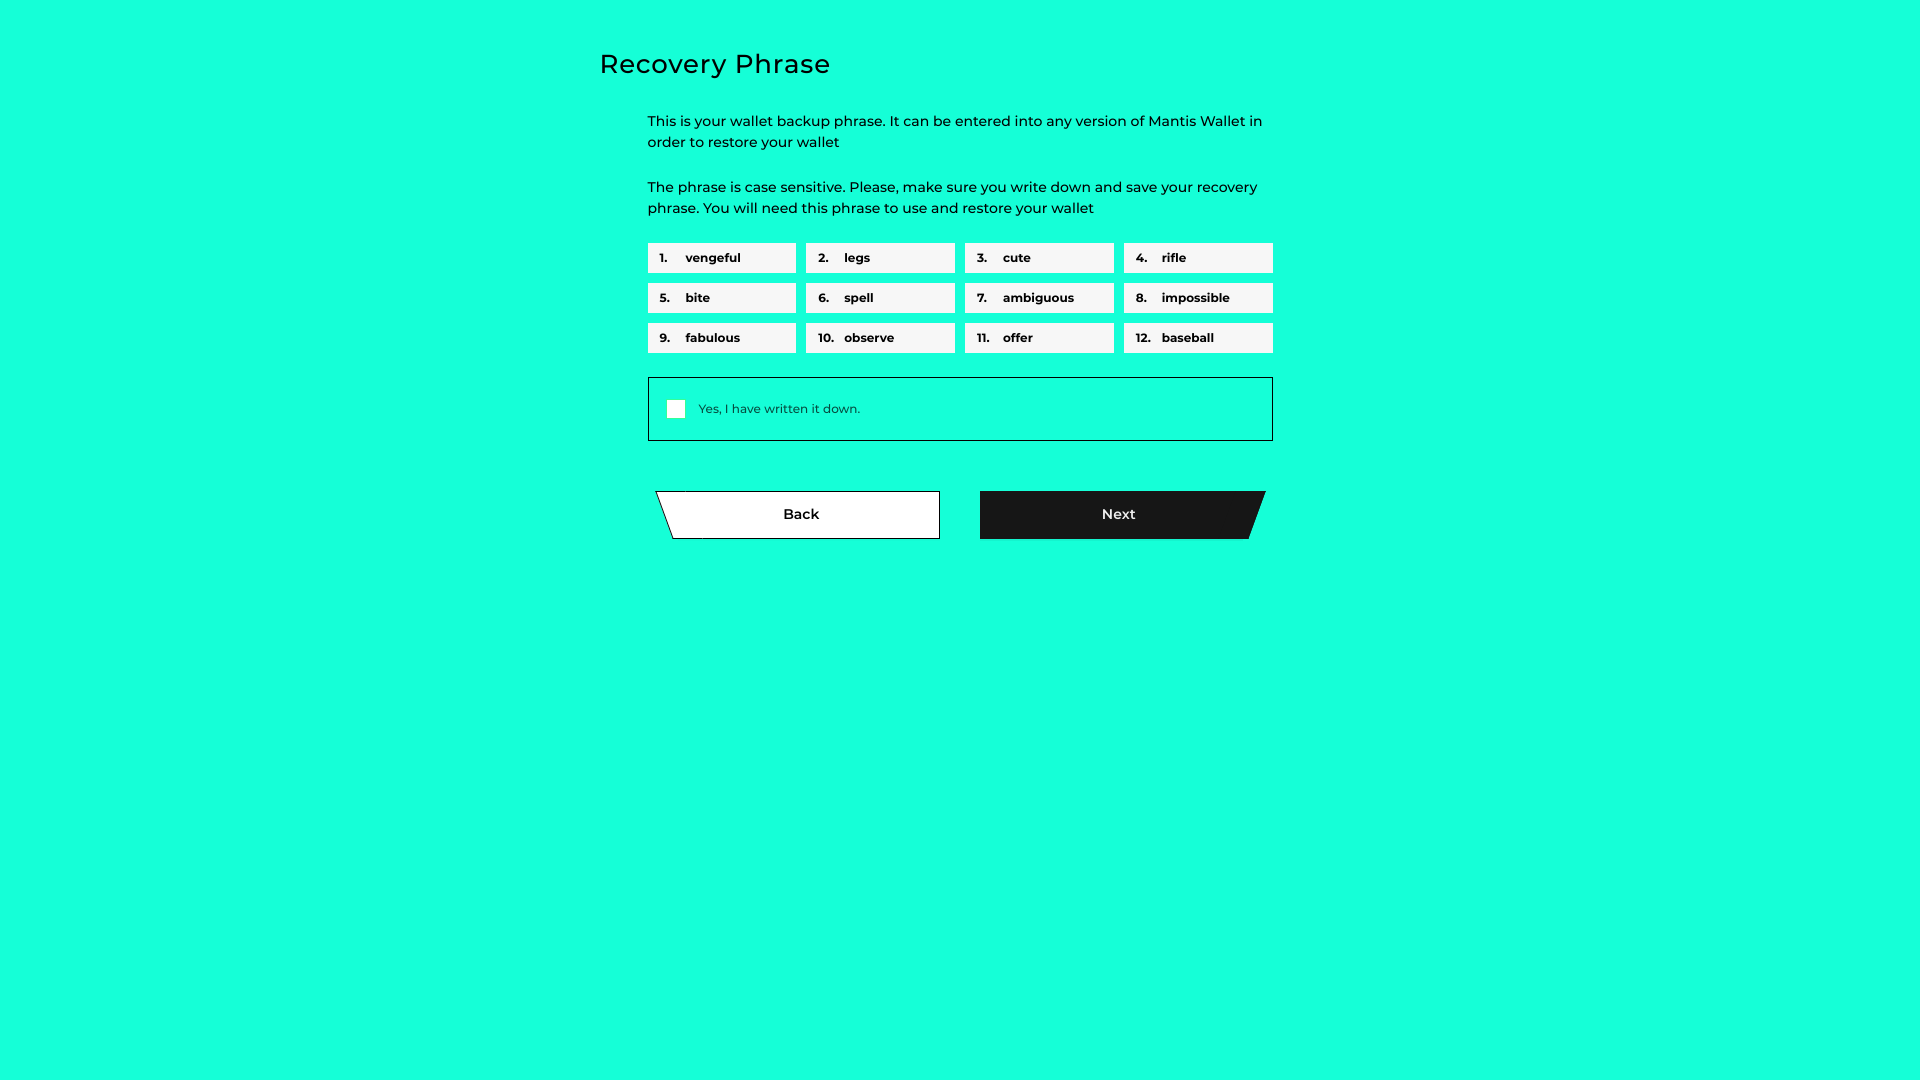 Recovery Phrase
This is your wallet backup phrase. It can be entered into any version of Mantis Wallet in
order to restore your wallet
The phrase is case sensitive. Please, make sure you write down and save your recovery
phrase. You will need this phrase to use and restore your wallet
1. vengeful 2. legs 3. cute 4. rifle
5. bite 6. spell 7. ambiguous 8. impossible
9. fabulous 10. observe 11. offer 12. baseball
Yes, I have written it down.
Back Next